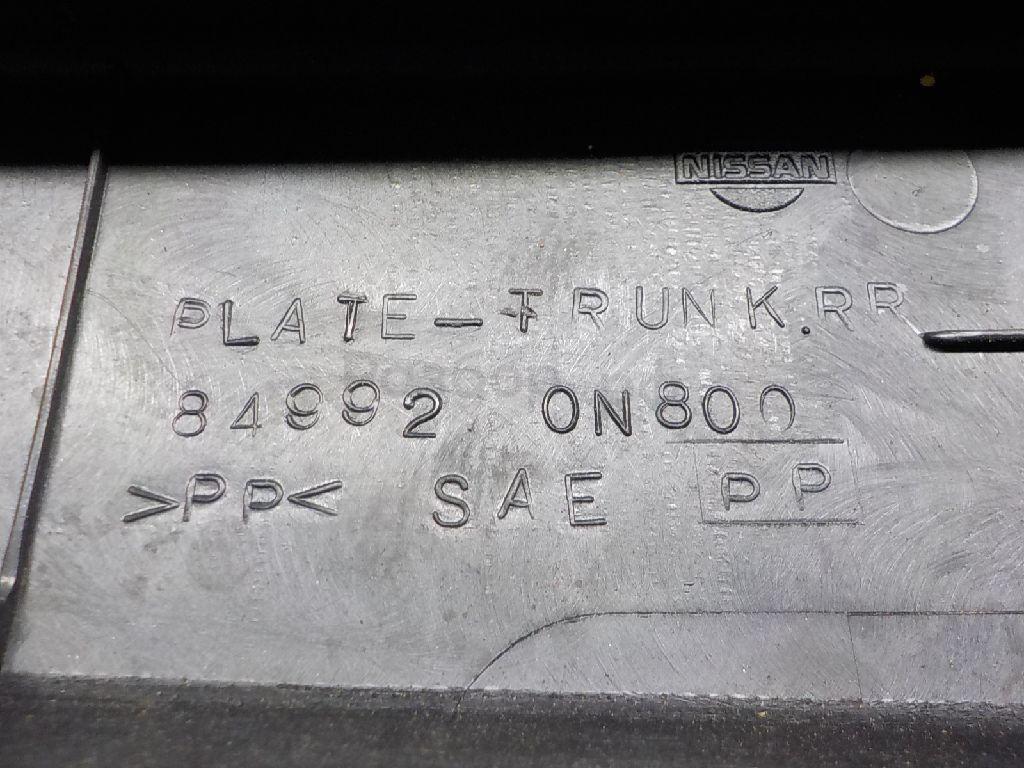 NISSAN
PLATE-TRUNK.RR
84992 0N800
>PP< SAE PP